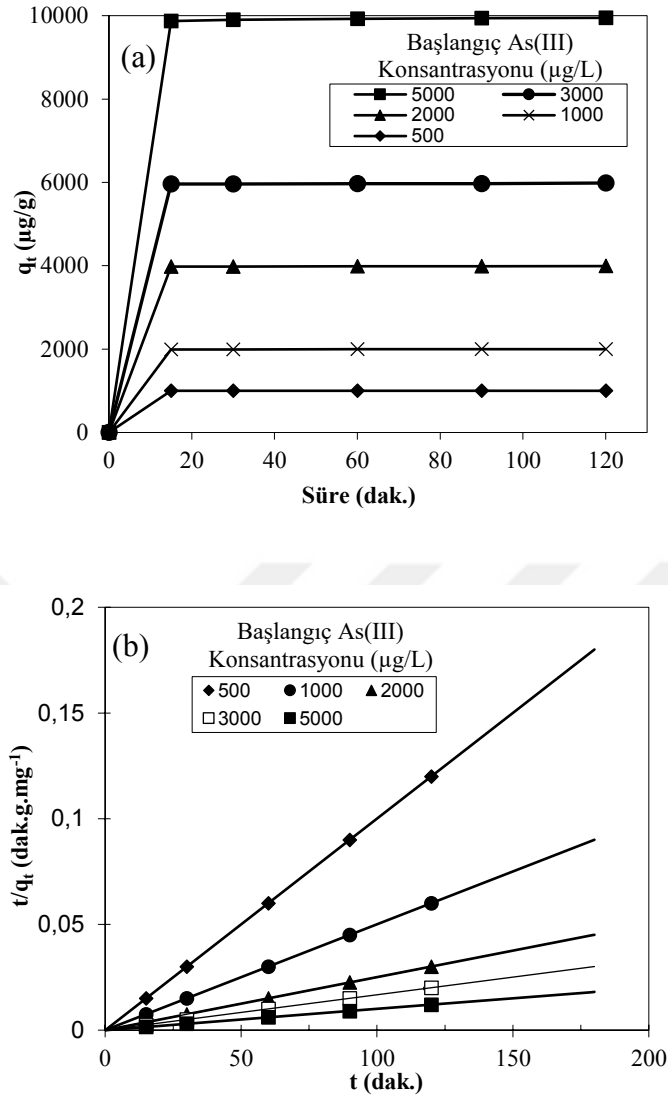 (a)
Başlangıç As(III)
Konsantrasyonu (µg/L)
5000 3000
2000 1000
500
10000
8000
6000
4000
2000
0
qt (µg/g)
0 20 40 60 80 100 120
Süre (dak.)
(b)
Başlangıç As(III)
Konsantrasyonu (µg/L)
500 1000 2000
3000 5000
0,2
0,15
0,1
0,05
0
t/qt (dak.g.mg-1)
0 50 100 150 200
t (dak.)